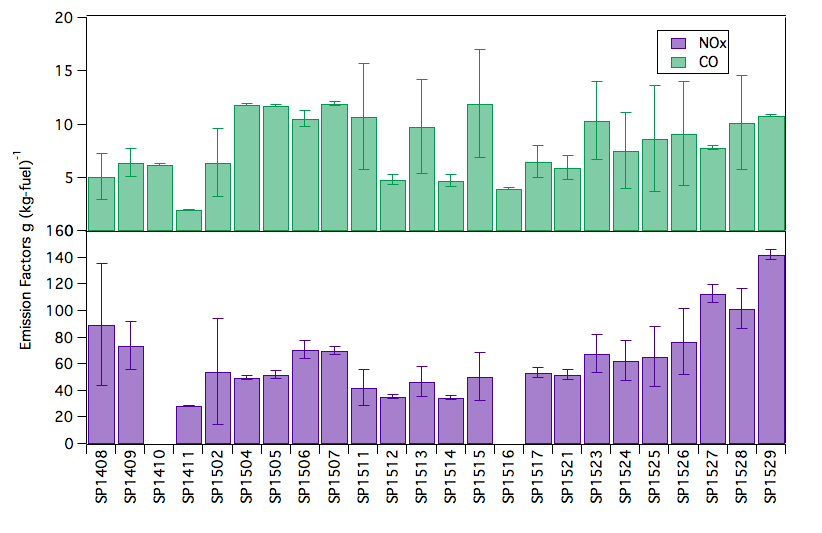 20
NOx
CO
15
10
5
160
140
120
100
80
60
40
20
0
Emission Factors g (kg-fuel)⁻¹
SP1408
SP1409
SP1410
SP1411
SP1502
SP1504
SP1505
SP1506
SP1507
SP1511
SP1512
SP1513
SP1514
SP1515
SP1516
SP1517
SP1521
SP1523
SP1524
SP1525
SP1526
SP1527
SP1528
SP1529